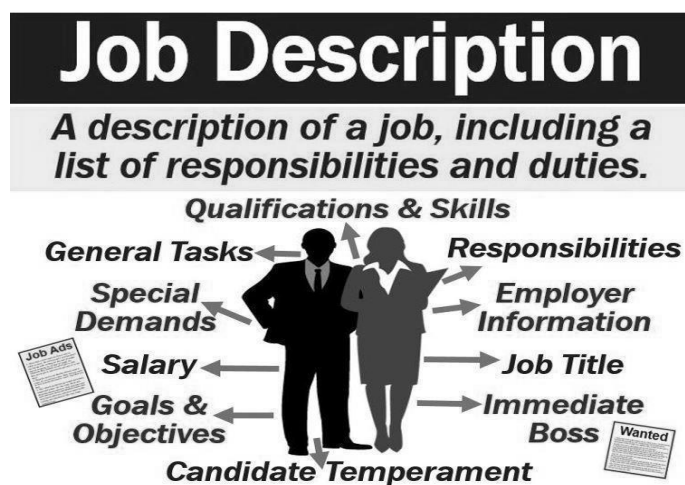 Job Description
A description of a job, including a
list of responsibilities and duties.
Qualifications & Skills
General Tasks
Responsibilities
Special
Demands
Employer
Information
Job Ads
Salary
Job Title
Goals &
Objectives
Immediate
Boss
Wanted
Candidate Temperament